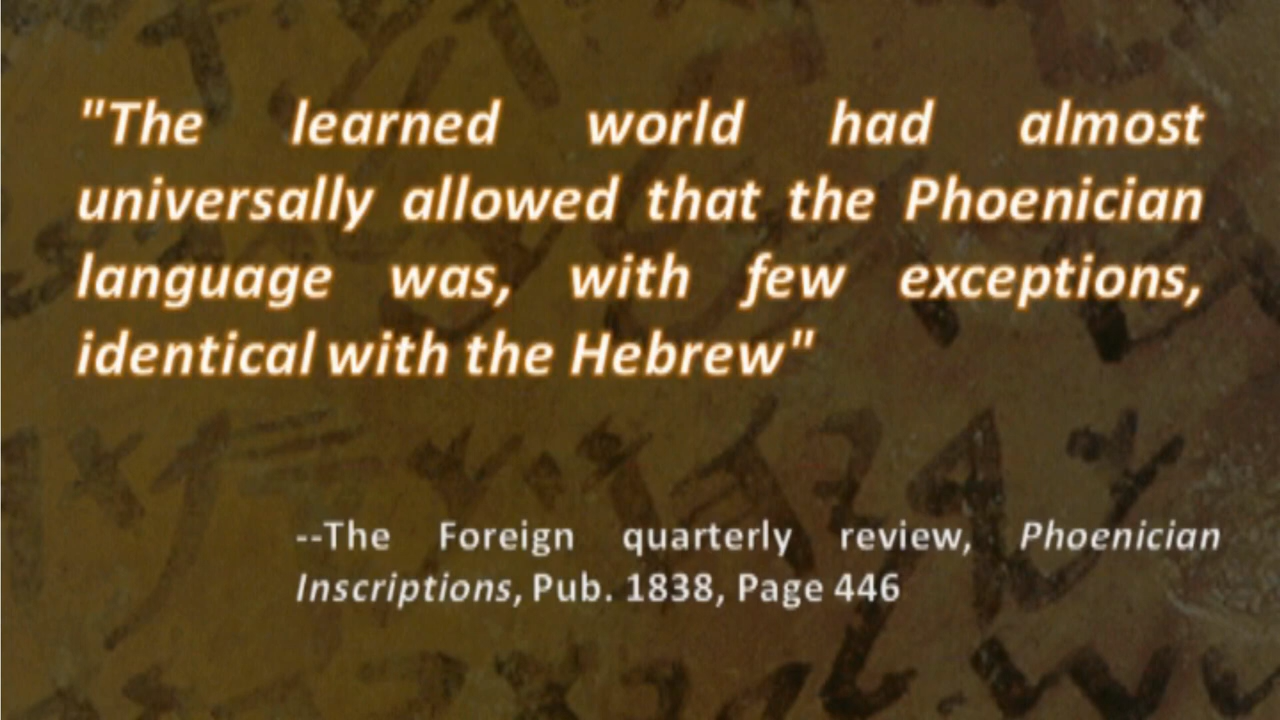 "The learned world had almost
universally allowed that the Phoenician
language was, with few exceptions,
identical with the Hebrew"
--The Foreign quarterly review, Phoenician
Inscriptions, Pub. 1838, Page 446